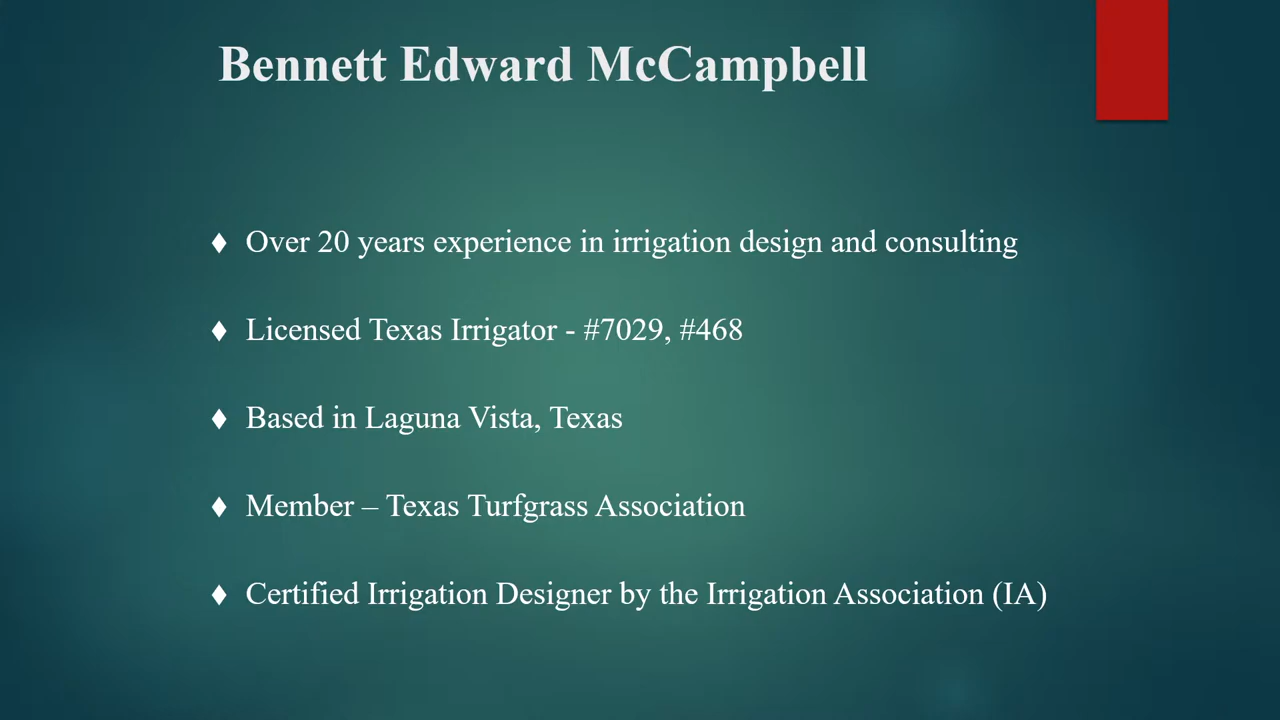 Bennett Edward McCampbell
♦ Over 20 years experience in irrigation design and consulting
♦ Licensed Texas Irrigator - #7029, #468
♦ Based in Laguna Vista, Texas
♦ Member – Texas Turfgrass Association
♦ Certified Irrigation Designer by the Irrigation Association (IA)